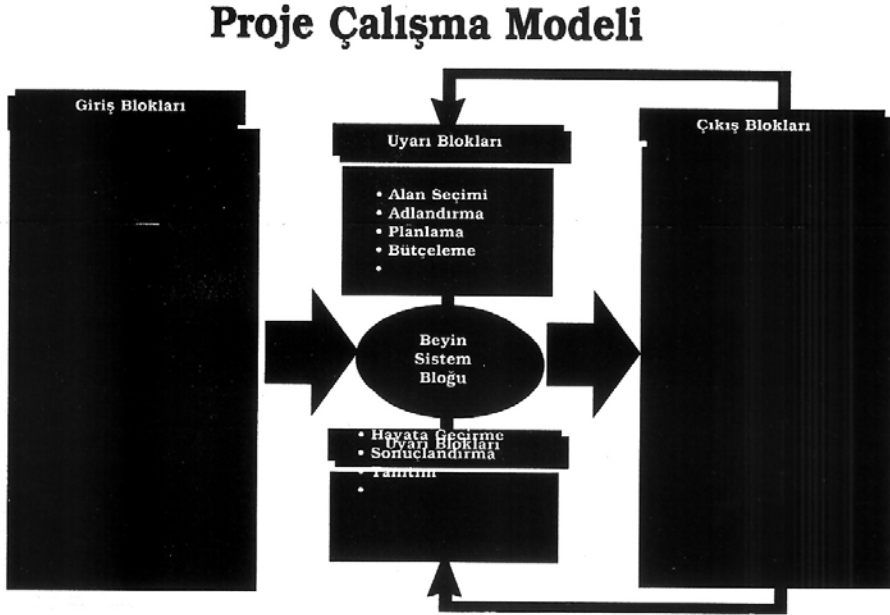 Proje Çalışma Modeli
Giriş Blokları
Uyarı Blokları
• Alan Seçimi
• Adlandırma
• Planlama
• Bütçeleme
•
Beyin
Sistem
Bloğu
Çıkış Blokları
• Hayata Geçirme
Uyarı Blokları
• Sonuçlandırma
• Tanıtım
•